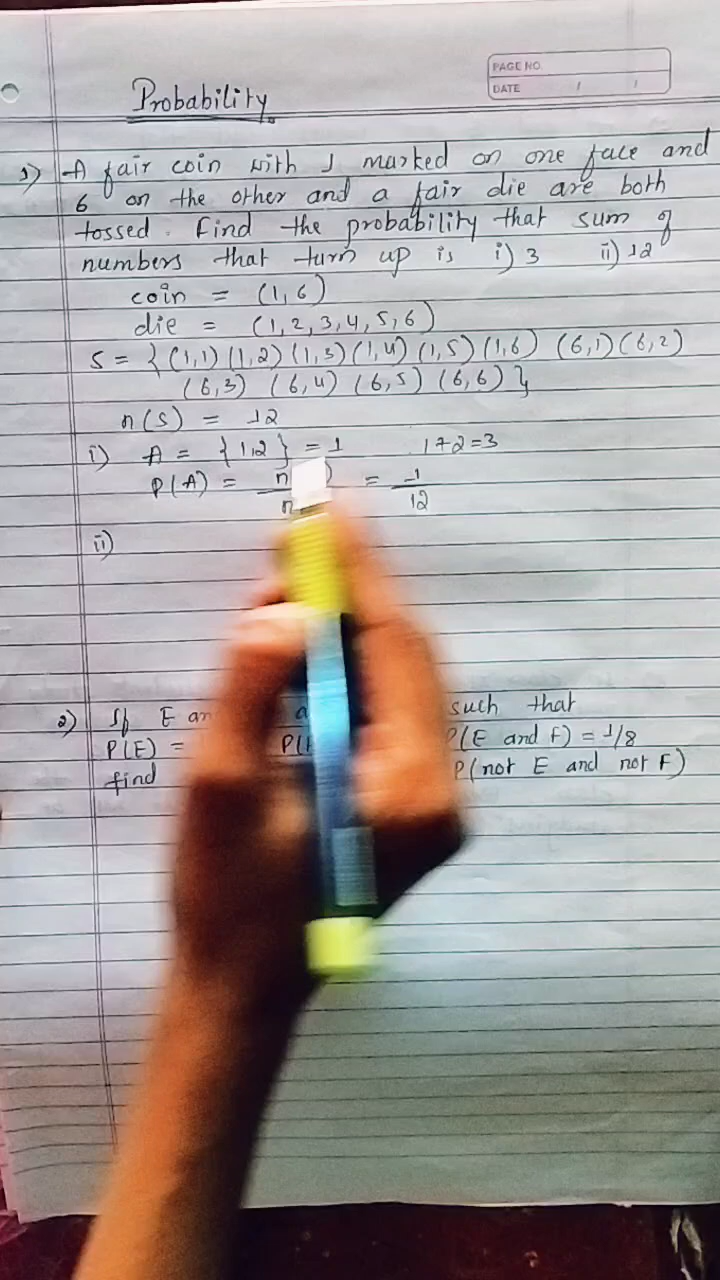 Probability
PAGE NO.
DATE / /
1) A fair coin with 1 marked on one face and
6 on the other and a fair die are both
tossed. Find the probability that sum of
numbers that turn up is i) 3 ii) 12
coin = (1,6)
die = (1,2,3,4,5,6)
S = { (1,1) (1,2) (1,3) (1,4) (1,5) (1,6) (6,1) (6,2)
(6,3) (6,4) (6,5) (6,6) }
n(S) = 12
i) A = {1,2} = 1 1+2=3
P(A) = n = 1
n 12
ii)
2) If E such that
P(E) = P(E and F) = 1/8
find P(not E and not F)